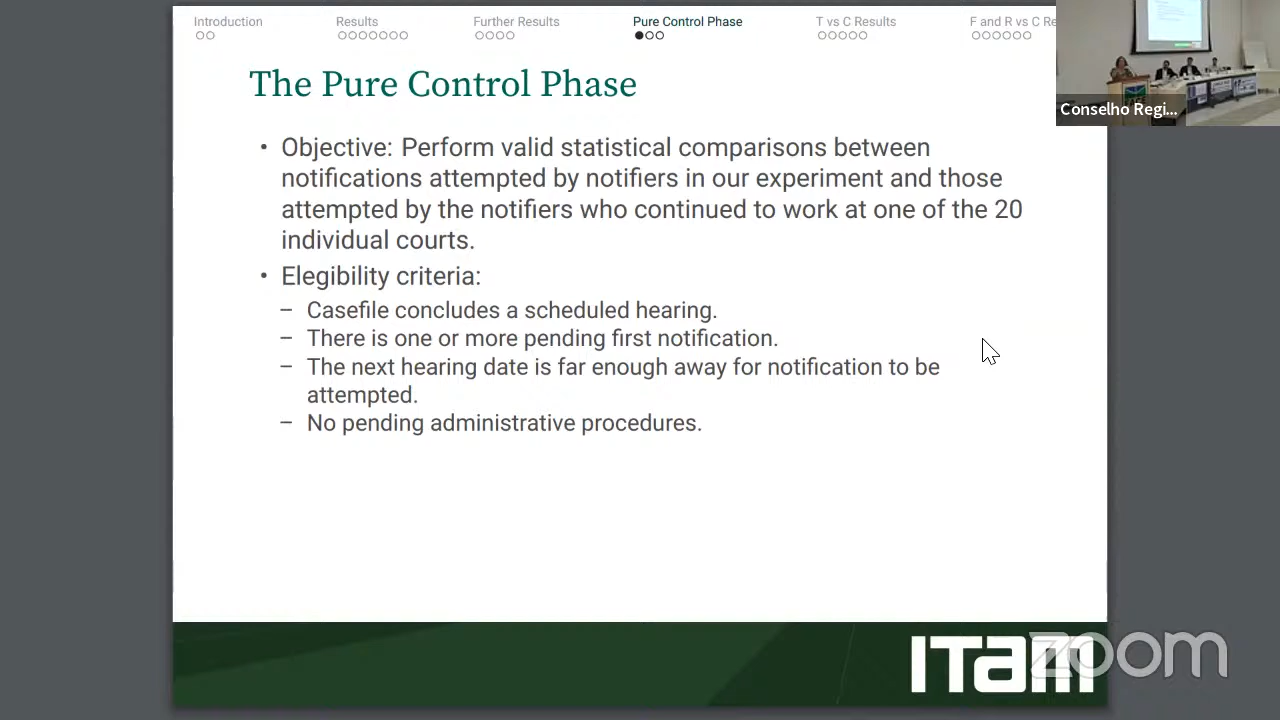 Introduction Results Further Results Pure Control Phase T vs C Results F and R vs C Re
The Pure Control Phase
• Objective: Perform valid statistical comparisons between
notifications attempted by notifiers in our experiment and those
attempted by the notifiers who continued to work at one of the 20
individual courts.
• Elegibility criteria:
– Casefile concludes a scheduled hearing.
– There is one or more pending first notification.
– The next hearing date is far enough away for notification to be
attempted.
– No pending administrative procedures.
Conselho Regi...
ITAM
zoom